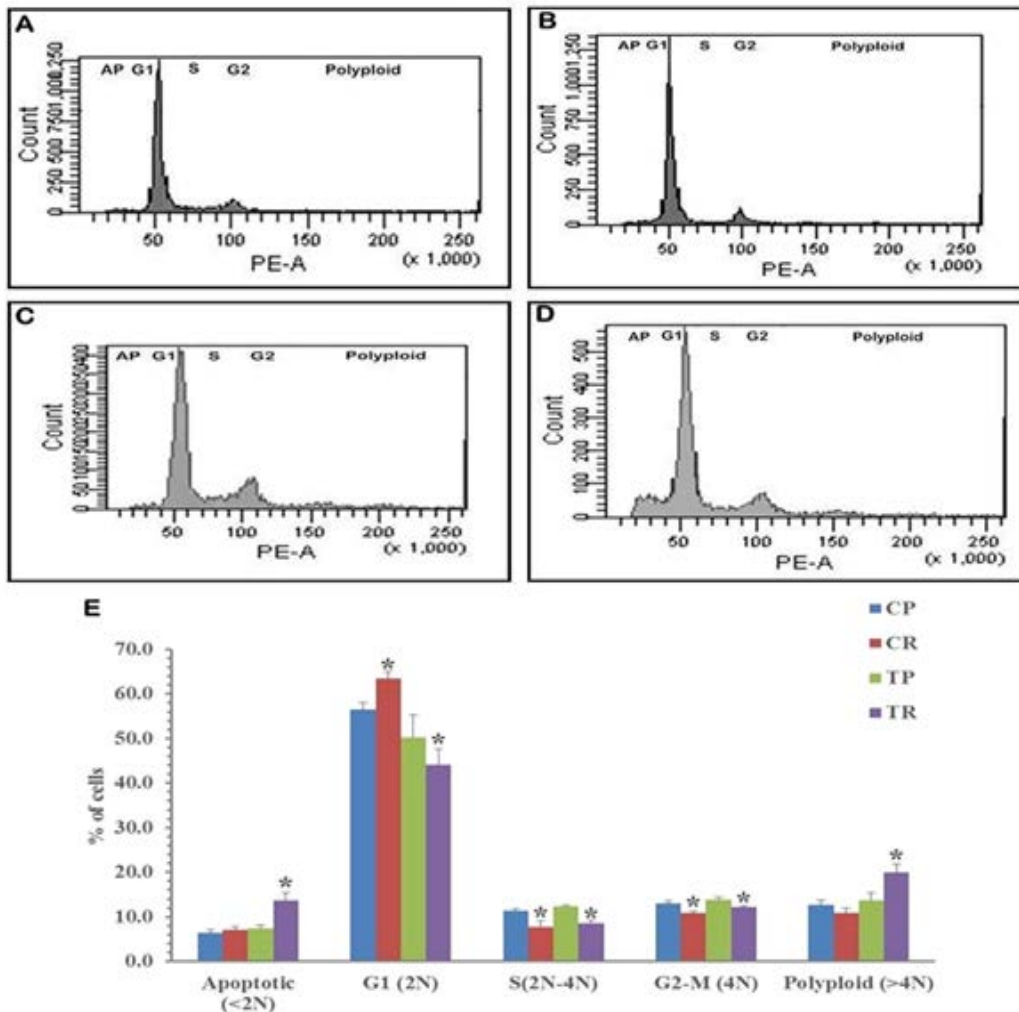 A
AP G1 S G2 Polyploid
Count
0 250 500 750 1,000 1,250
50 100 150 200 250
PE-A
(x 1,000)
B
AP G1 S G2 Polyploid
Count
0 250 500 750 1,000 1,250
50 100 150 200 250
PE-A
(x 1,000)
C
AP G1 S G2 Polyploid
Count
50 100 150 200 250
PE-A
(x 1,000)
D
AP G1 S G2 Polyploid
Count
0 100 200 300 400 500
50 100 150 200 250
PE-A
(x 1,000)
E
CP
CR
TP
TR
% of cells
70.0
60.0
50.0
40.0
30.0
20.0
10.0
0.0
* * * * * * * *
Apoptotic (<2N)
G1 (2N)
S(2N-4N)
G2-M (4N)
Polyploid (>4N)